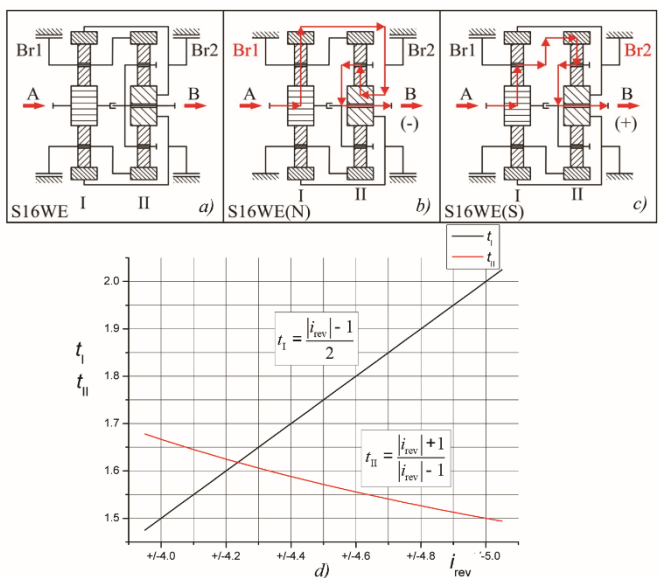 Br1 Br2
A B
I II
S16WE a)
Br1 Br2
A B
(-)
I II
S16WE(N) b)
Br1 Br2
A B
(+)
I II
S16WE(S) c)
t_I
t_II
2.0
1.9
1.8
1.7
1.6
1.5
t_I
t_II
t_I = (|i_rev| - 1) / 2
t_II = (|i_rev| + 1) / (|i_rev| - 1)
+/-4.0 +/-4.2 +/-4.4 +/-4.6 +/-4.8 +/-5.0
d) i_rev